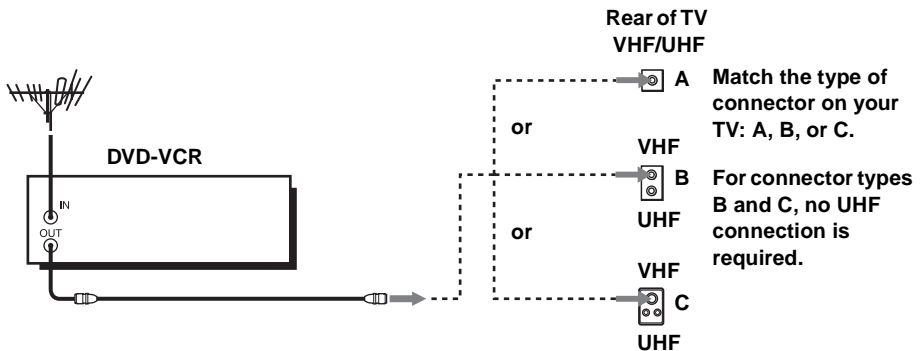 Rear of TV
VHF/UHF
A
Match the type of
connector on your
TV: A, B, or C.
or
DVD-VCR
VHF
B
UHF
For connector types
B and C, no UHF
connection is
required.
IN
OUT
or
VHF
C
UHF